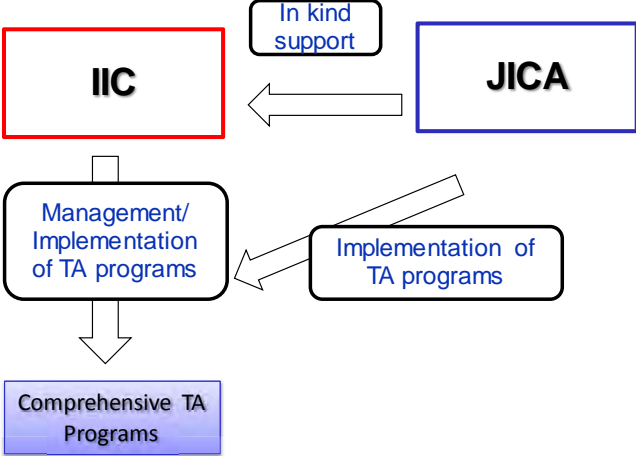 In kind
support
IIC
JICA
Management/
Implementation
of TA programs
Implementation of
TA programs
Comprehensive TA
Programs